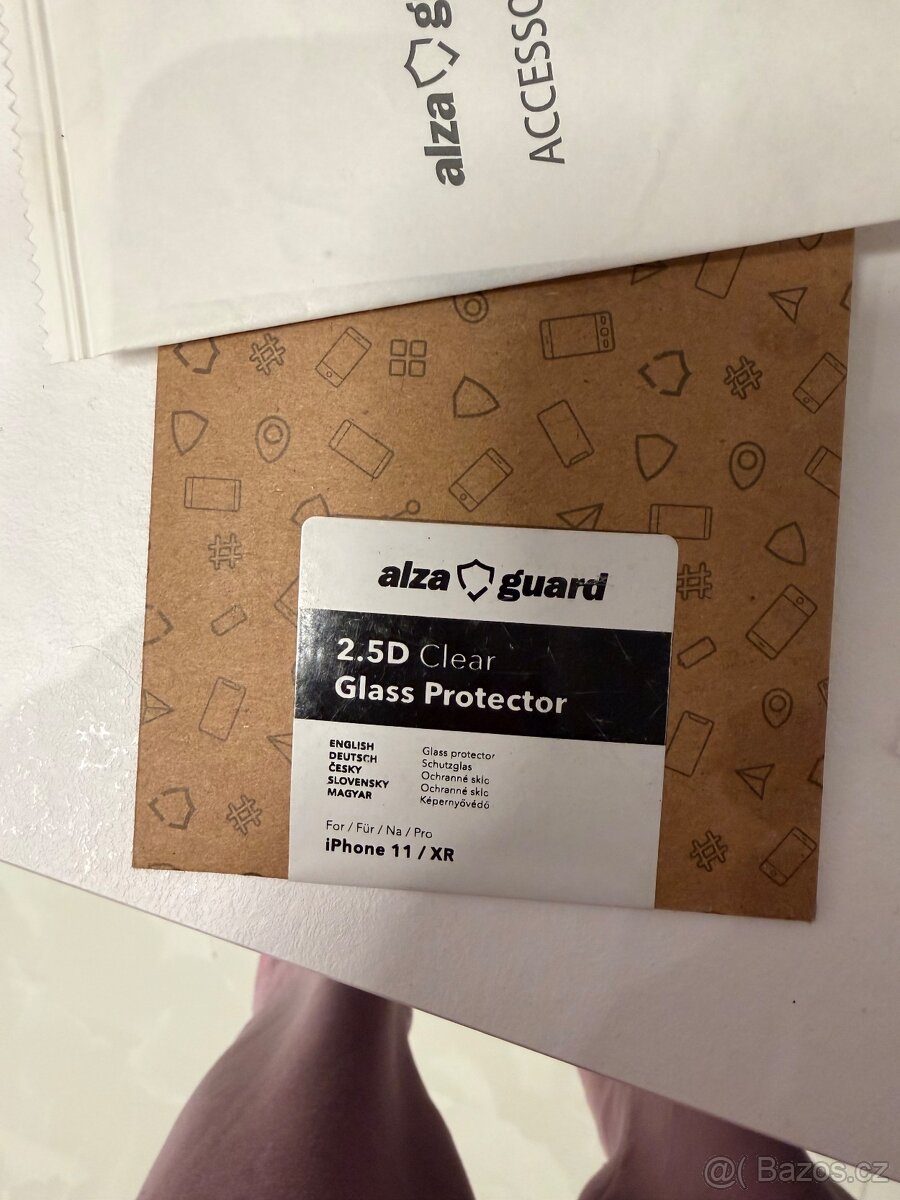 alza g
ACCESSO
alza guard
2.5D Clear
Glass Protector
ENGLISH Glass protector
DEUTSCH Schutzglas
ČESKY Ochranné sklo
SLOVENSKY Ochranné sklo
MAGYAR Képernyővédő
For / Für / Na / Pro
iPhone 11 / XR
@( Bazos.cz